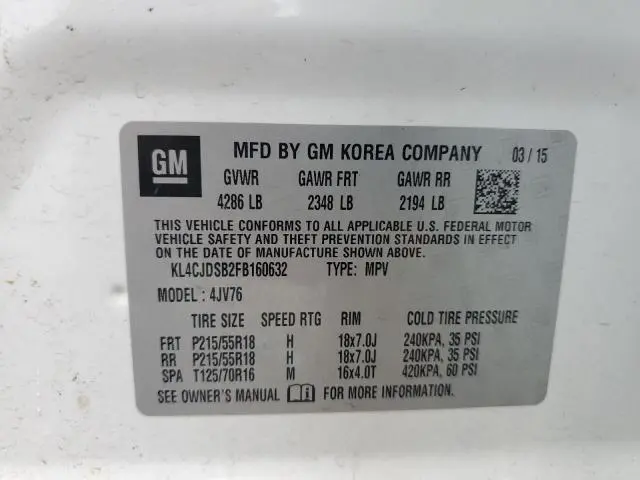 GM
MFD BY GM KOREA COMPANY 03/15
GVWR GAWR FRT GAWR RR
4286 LB 2348 LB 2194 LB
THIS VEHICLE CONFORMS TO ALL APPLICABLE U.S. FEDERAL MOTOR
VEHICLE SAFETY AND THEFT PREVENTION STANDARDS IN EFFECT
ON THE DATE OF MANUFACTURE SHOWN ABOVE.
KL4CJDSB2FB160632 TYPE: MPV
MODEL: 4JV76
TIRE SIZE SPEED RTG RIM COLD TIRE PRESSURE
FRT P215/55R18 H 18x7.0J 240KPA, 35 PSI
RR P215/55R18 H 18x7.0J 240KPA, 35 PSI
SPA T125/70R16 M 16x4.0T 420KPA, 60 PSI
SEE OWNER'S MANUAL FOR MORE INFORMATION.